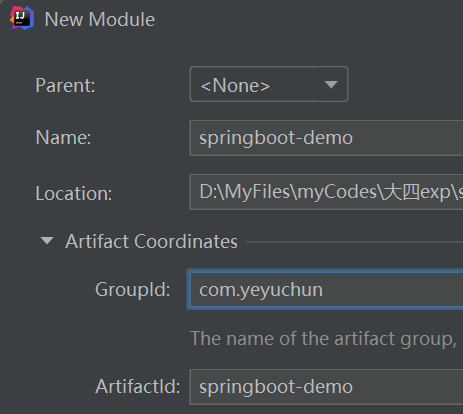 IJ
New Module
Parent: <None>
Name: springboot-demo
Location: D:\MyFiles\myCodes\大四exp\s
Artifact Coordinates
GroupId: com.yeyuchun
The name of the artifact group,
ArtifactId: springboot-demo